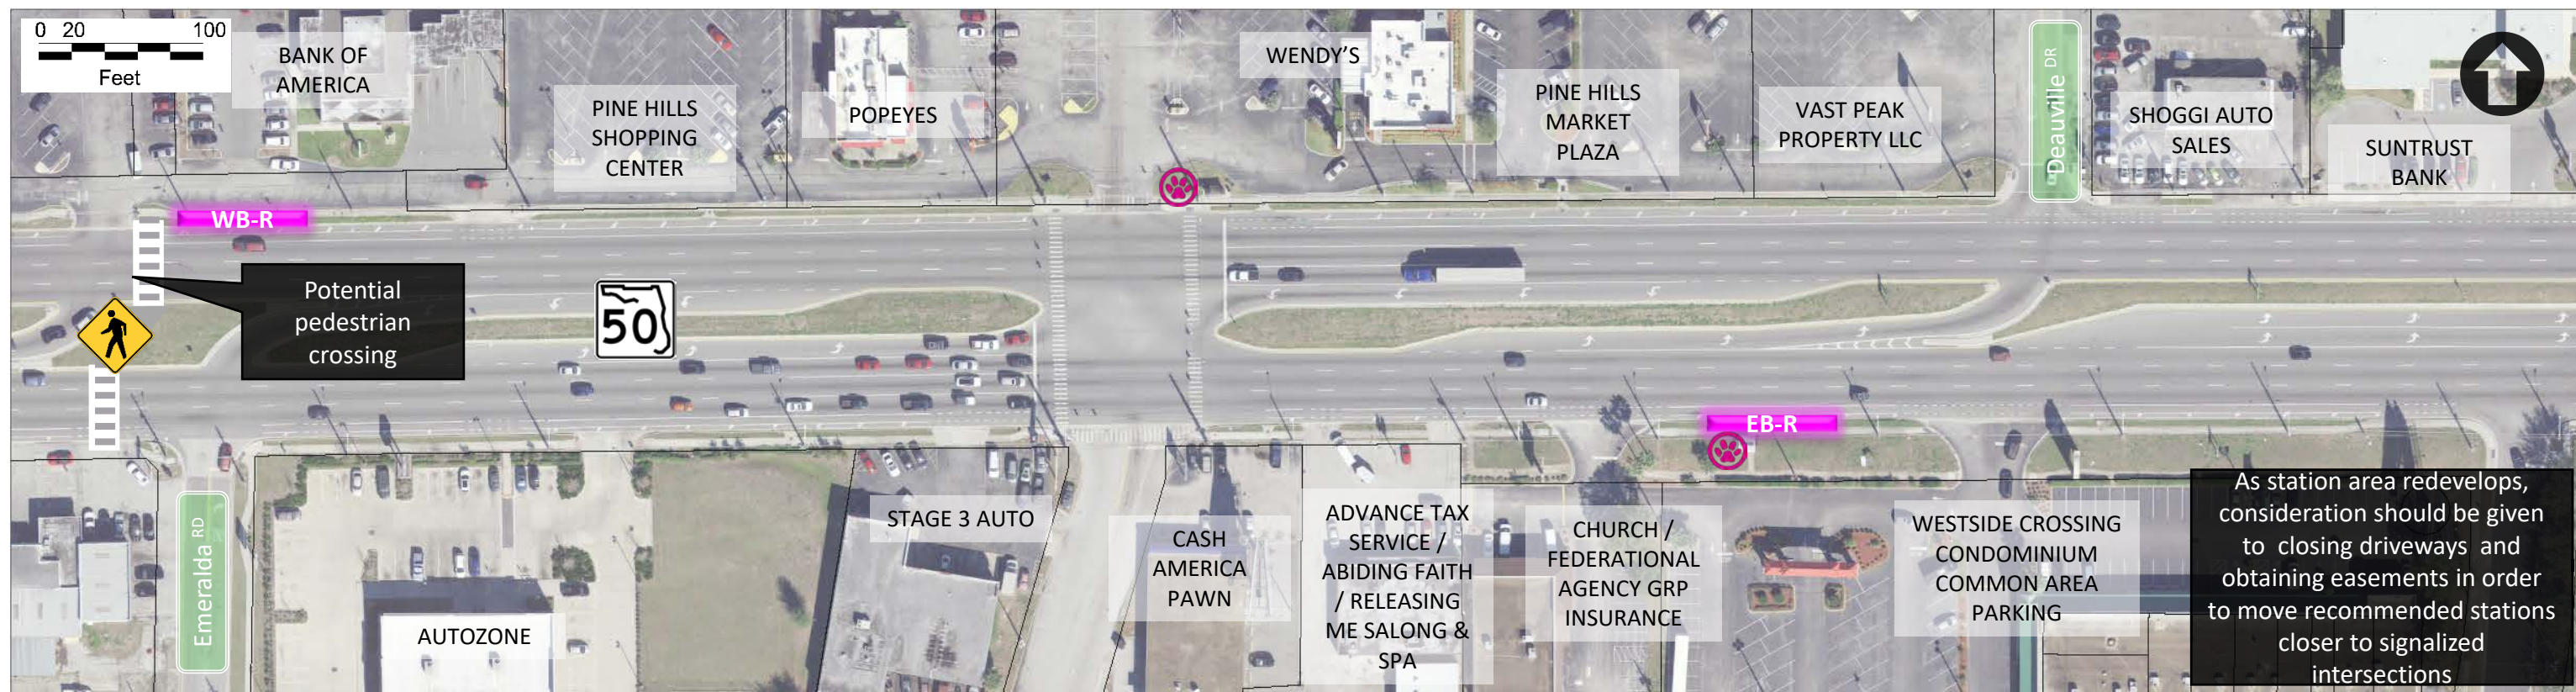 0 20 100
Feet
BANK OF
AMERICA
PINE HILLS
SHOPPING
CENTER
POPEYES
WENDY'S
PINE HILLS
MARKET
PLAZA
VAST PEAK
PROPERTY LLC
Deauville DR
SHOGGI AUTO
SALES
SUNTRUST
BANK
WB-R
Potential
pedestrian
crossing
50
EB-R
Emeralda RD
AUTOZONE
STAGE 3 AUTO
CASH
AMERICA
PAWN
ADVANCE TAX
SERVICE /
ABIDING FAITH
/ RELEASING
ME SALONG &
SPA
CHURCH /
FEDERATIONAL
AGENCY GRP
INSURANCE
WESTSIDE CROSSING
CONDOMINIUM
COMMON AREA
PARKING
As station area redevelops,
consideration should be given
to closing driveways and
obtaining easements in order
to move recommended stations
closer to signalized
intersections